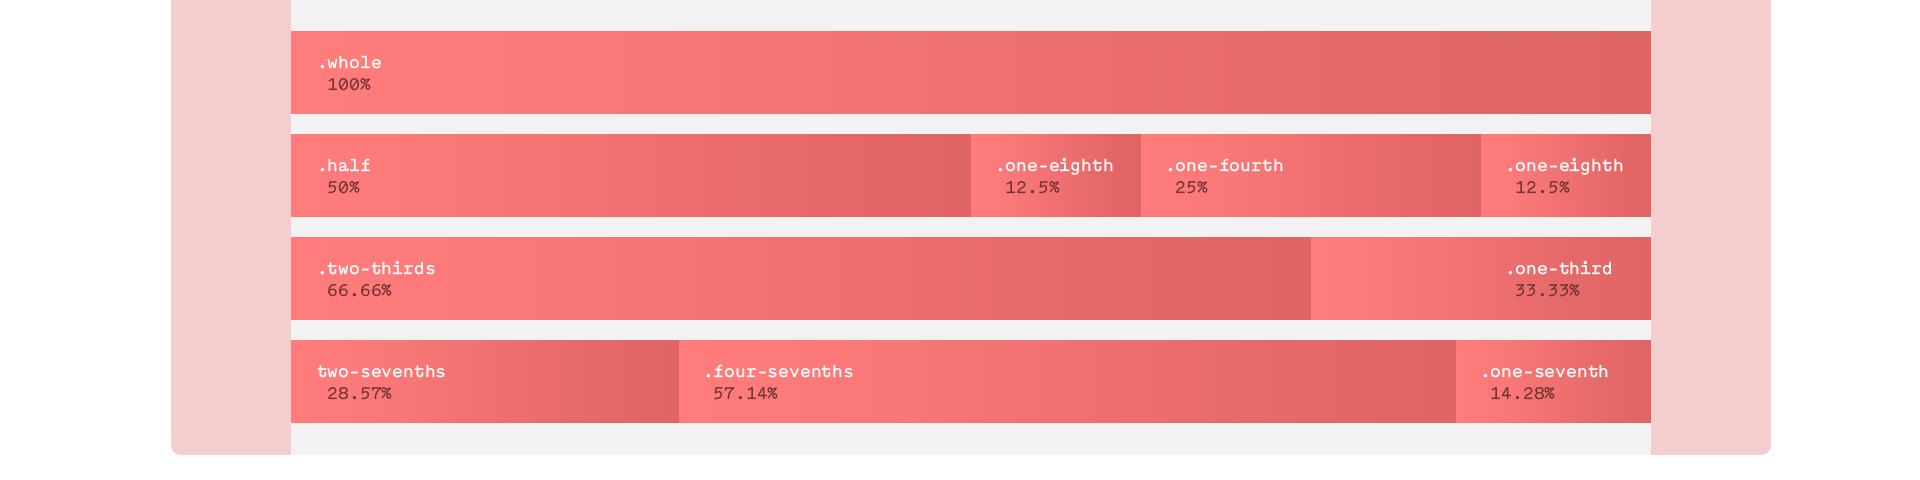 .whole
100%
.half
50%
.one-eighth
12.5%
.one-fourth
25%
.one-eighth
12.5%
.two-thirds
66.66%
.one-third
33.33%
two-sevenths
28.57%
.four-sevenths
57.14%
.one-seventh
14.28%